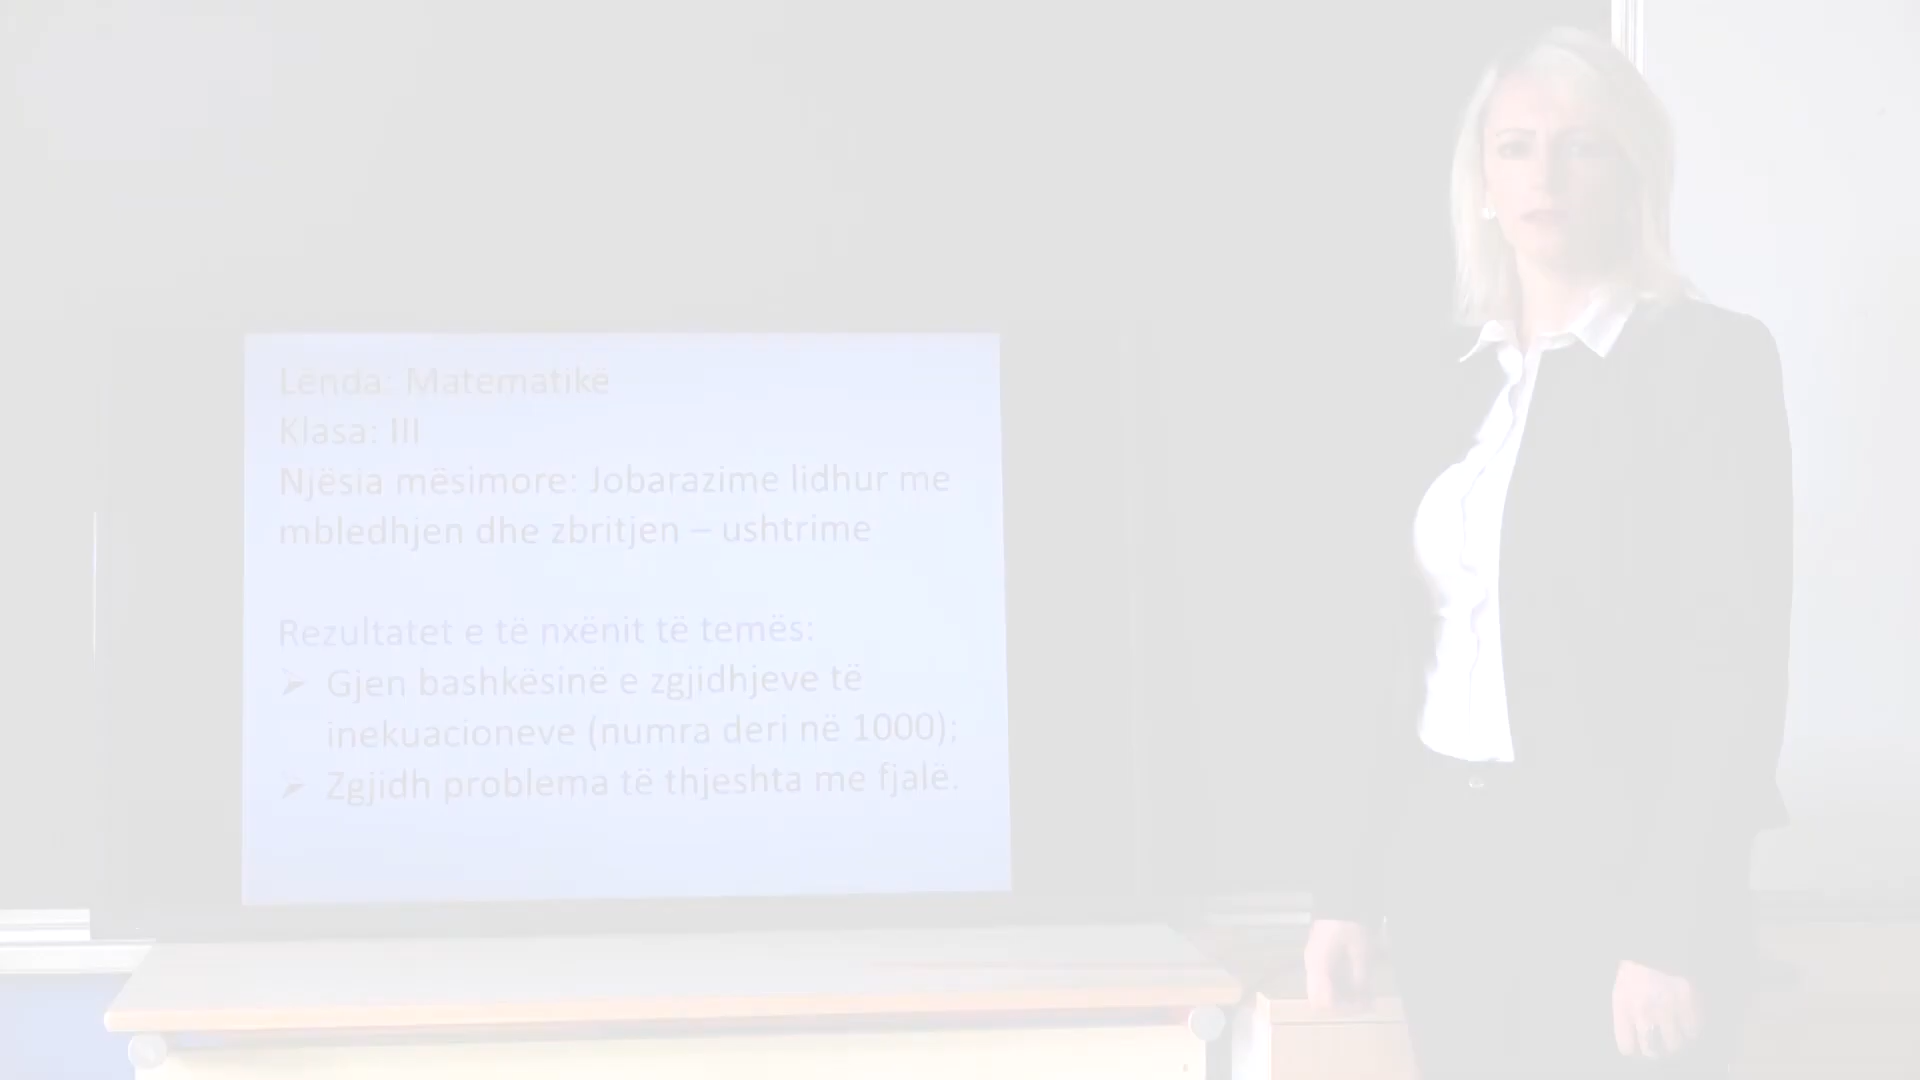 Lënda: Matematikë
Klasa: III
Njësia mësimore: Jobarazime lidhur me
mbledhjen dhe zbritjen – ushtrime
Rezultatet e të nxënit të temës:
➢ Gjen bashkësinë e zgjidhjeve të
inekuacioneve (numra deri në 1000);
➢ Zgjidh problema të thjeshta me fjalë.